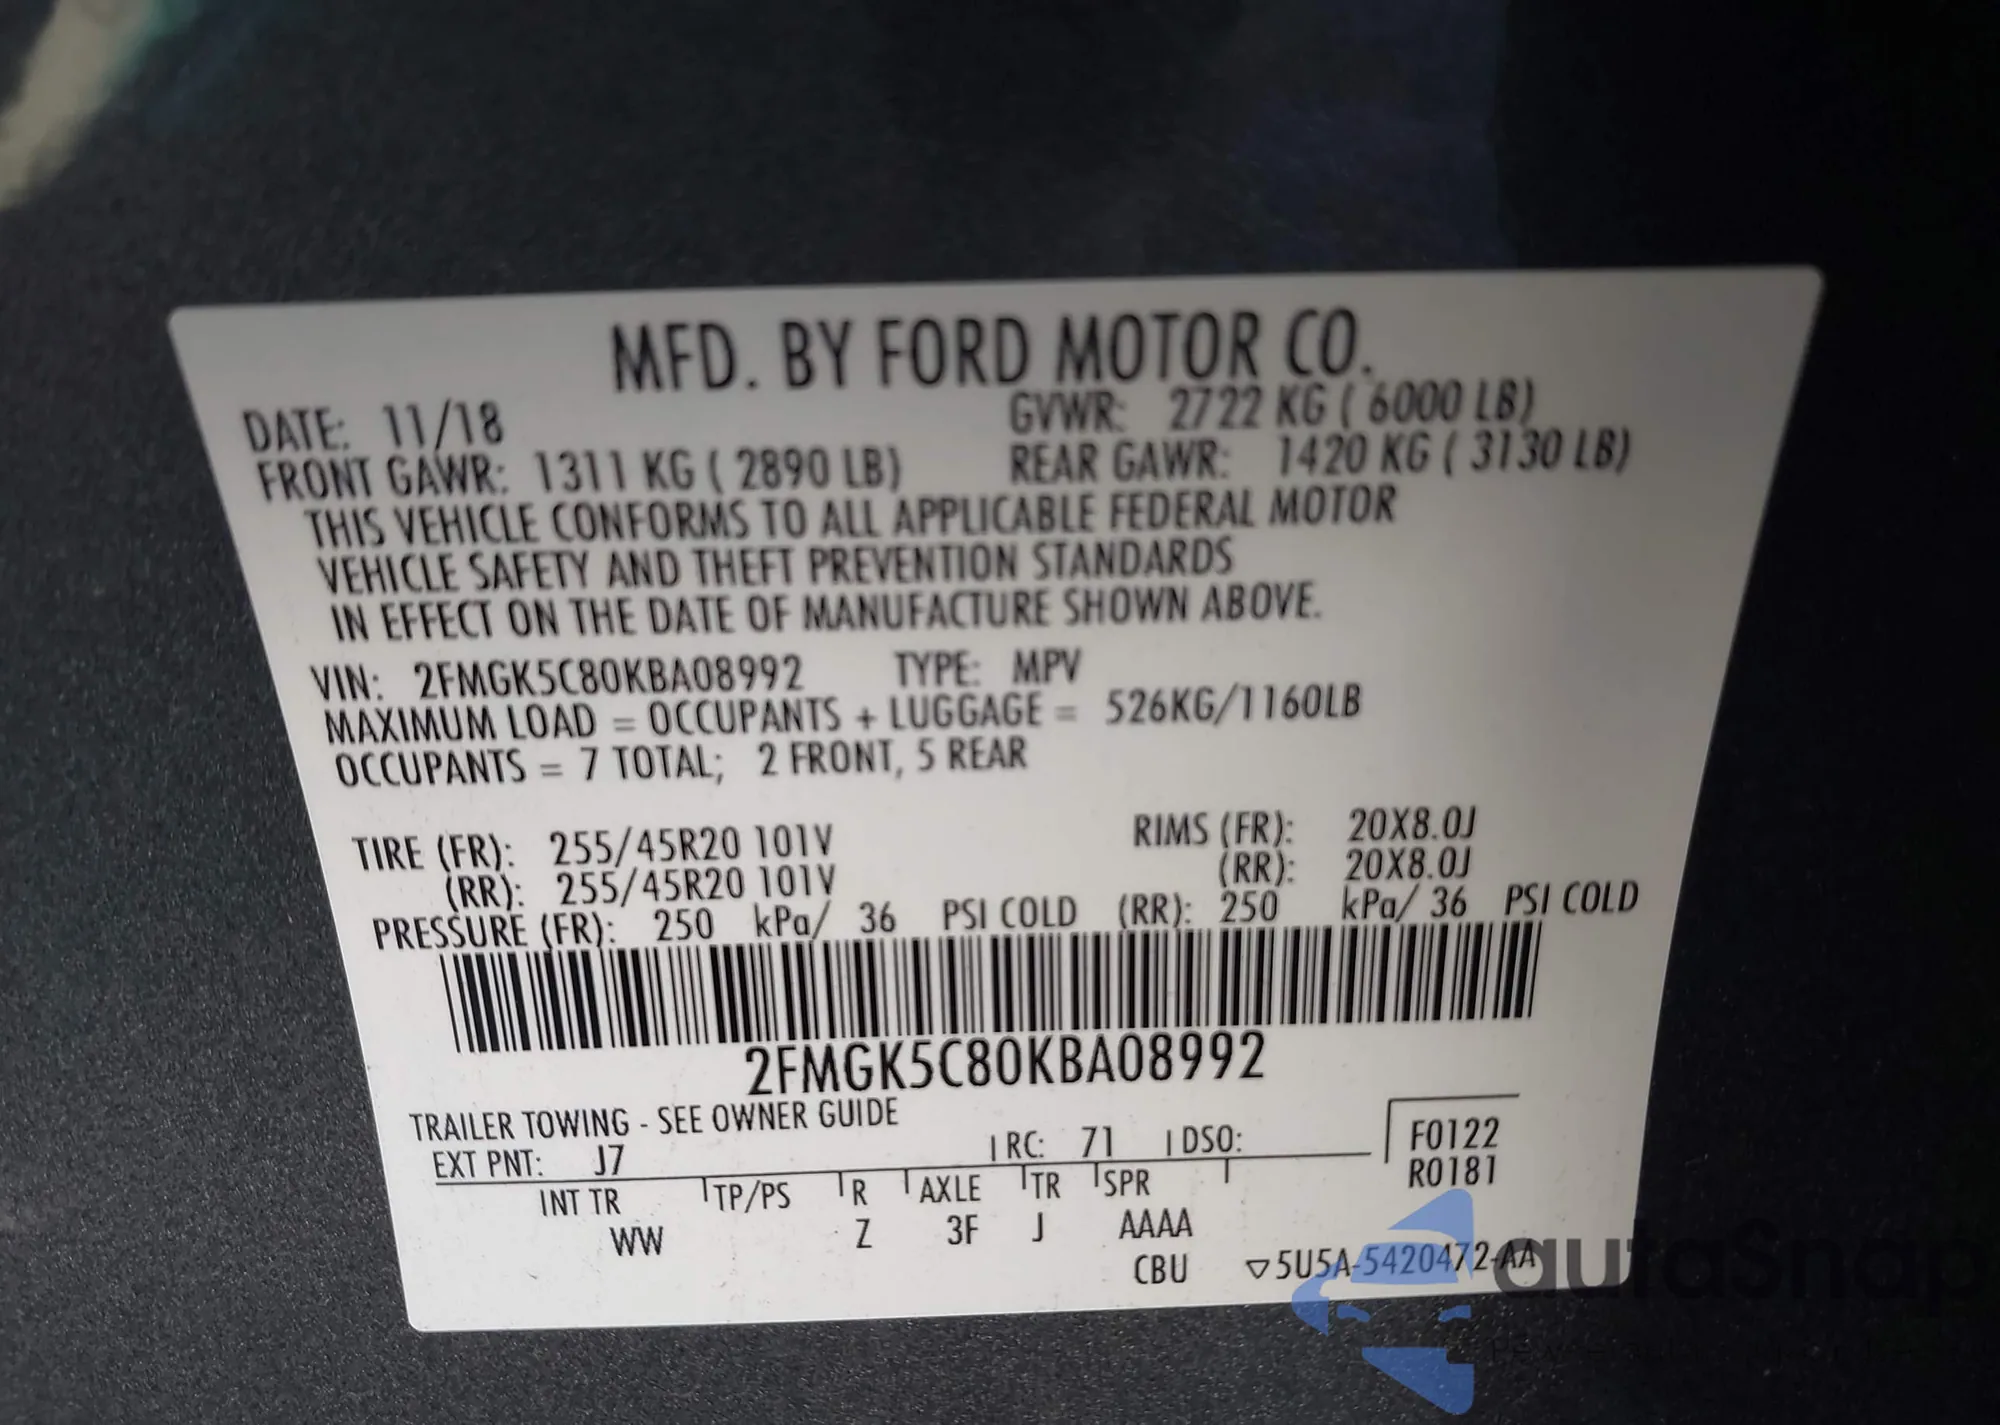 MFD. BY FORD MOTOR CO.
DATE: 11/18 GVWR: 2722 KG ( 6000 LB)
FRONT GAWR: 1311 KG ( 2890 LB) REAR GAWR: 1420 KG ( 3130 LB)
THIS VEHICLE CONFORMS TO ALL APPLICABLE FEDERAL MOTOR
VEHICLE SAFETY AND THEFT PREVENTION STANDARDS
IN EFFECT ON THE DATE OF MANUFACTURE SHOWN ABOVE.
VIN: 2FMGK5C80KBA08992 TYPE: MPV
MAXIMUM LOAD = OCCUPANTS + LUGGAGE = 526KG/1160LB
OCCUPANTS = 7 TOTAL; 2 FRONT, 5 REAR
TIRE (FR): 255/45R20 101V RIMS (FR): 20X8.0J
(RR): 255/45R20 101V (RR): 20X8.0J
PRESSURE (FR): 250 kPa/ 36 PSI COLD (RR): 250 kPa/ 36 PSI COLD
2FMGK5C80KBA08992
TRAILER TOWING - SEE OWNER GUIDE
EXT PNT: J7 RC: 71 DSO: F0122
R0181
INT TR TP/PS R AXLE TR SPR
WW Z 3F J AAAA
CBU ▽5U5A-5420472-AA
autasnap